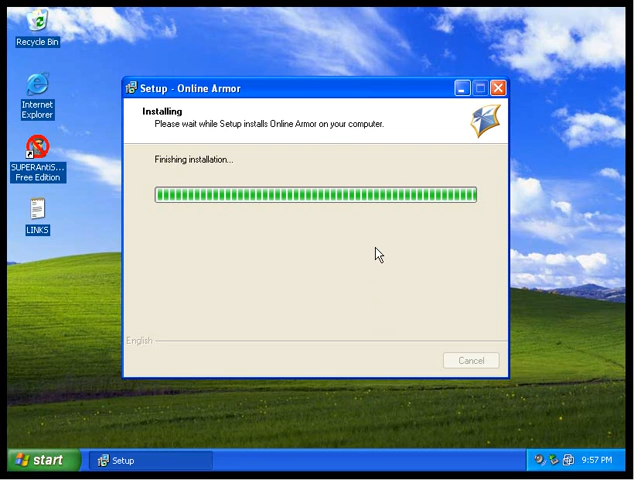 Recycle Bin
Internet
Explorer
SUPERAntiS...
Free Edition
LINKS
Setup - Online Armor
Installing
Please wait while Setup installs Online Armor on your computer.
Finishing installation...
English
Cancel
start
Setup
9:57 PM